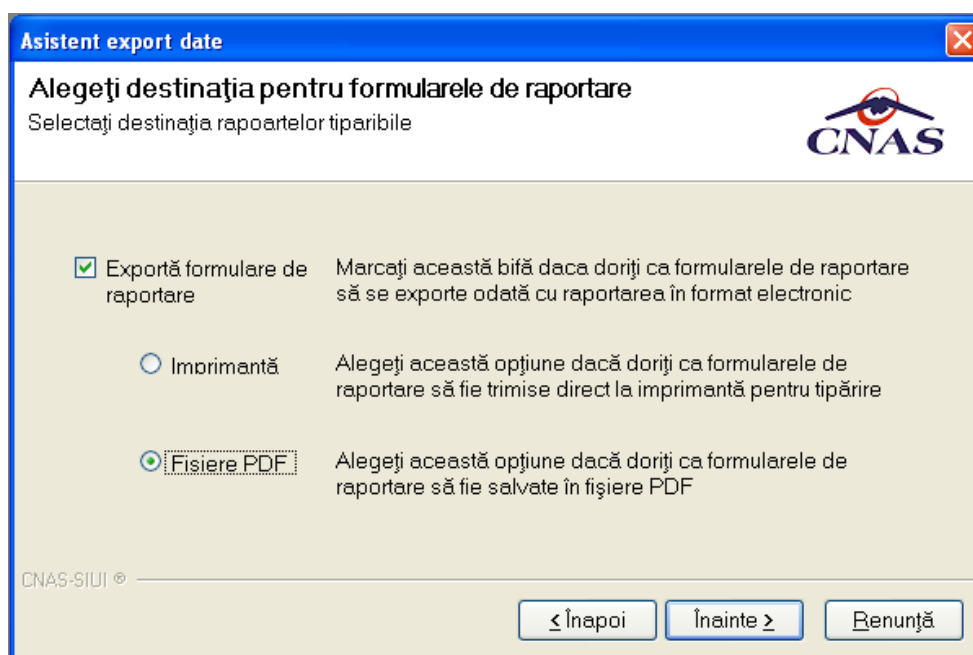 Asistent export date
Alegeţi destinaţia pentru formularele de raportare
Selectaţi destinaţia rapoartelor tiparibile
CNAS
Exportă formulare de
raportare
Marcaţi această bifă daca doriţi ca formularele de raportare
să se exporte odată cu raportarea în format electronic
Imprimantă
Alegeţi această opţiune dacă doriţi ca formularele de
raportare să fie trimise direct la imprimantă pentru tipărire
Fisiere PDF
Alegeţi această opţiune dacă doriţi ca formularele de
raportare să fie salvate în fişiere PDF
CNAS-SIUI ®
< Înapoi
Înainte >
Renunţă